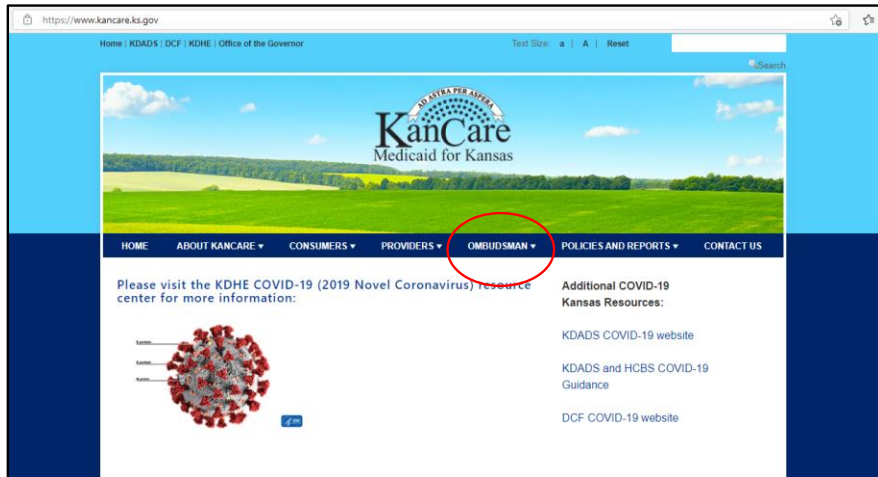 https://www.kancare.ks.gov
Home | KDADS | DCF | KDHE | Office of the Governor
Text Size: a | A | Reset
Search
AD ASTRA PER ASPERA
KanCare
Medicaid for Kansas
HOME ABOUT KANCARE ▾ CONSUMERS ▾ PROVIDERS ▾ OMBUDSMAN ▾ POLICIES AND REPORTS ▾ CONTACT US
Please visit the KDHE COVID-19 (2019 Novel Coronavirus) resource
center for more information:
Additional COVID-19
Kansas Resources:
KDADS COVID-19 website
KDADS and HCBS COVID-19
Guidance
DCF COVID-19 website